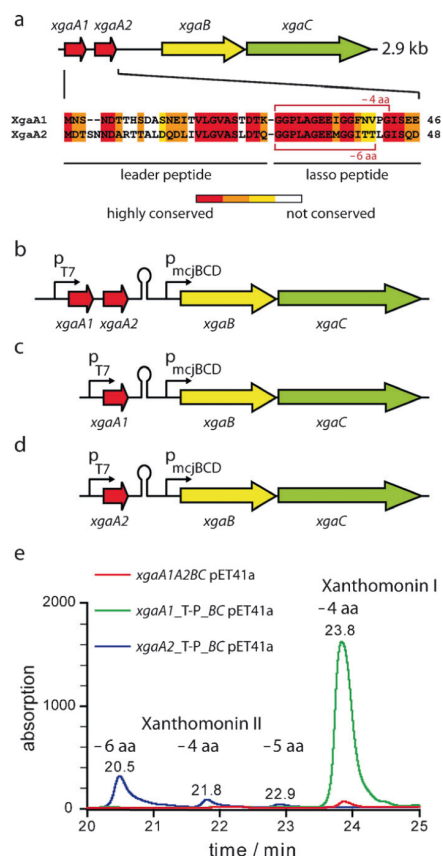 a
xgaA1 xgaA2 xgaB xgaC
2.9 kb
−4 aa
XgaA1 MNS--NDTTHSDASNEITVLGVASTDTK-GGPLAGEEIGGFNVPGISEE 46
XgaA2 MDTSNNDARTTALDQDLIVLGVASTDTK-GGPLAGEEMGGITTLGISQD 48
−6 aa
leader peptide lasso peptide
highly conserved not conserved
b
pT7 pmcjBCD
xgaA1 xgaA2 xgaB xgaC
c
pT7 pmcjBCD
xgaA1 xgaB xgaC
d
pT7 pmcjBCD
xgaA2 xgaB xgaC
e
xgaA1A2BC pET41a
xgaA1_T-P_BC pET41a
xgaA2_T-P_BC pET41a
Xanthomonin I
−4 aa
23.8
Xanthomonin II
−6 aa −4 aa −5 aa
20.5 21.8 22.9
absorption
2000
1000
0
20 21 22 23 24 25
time / min